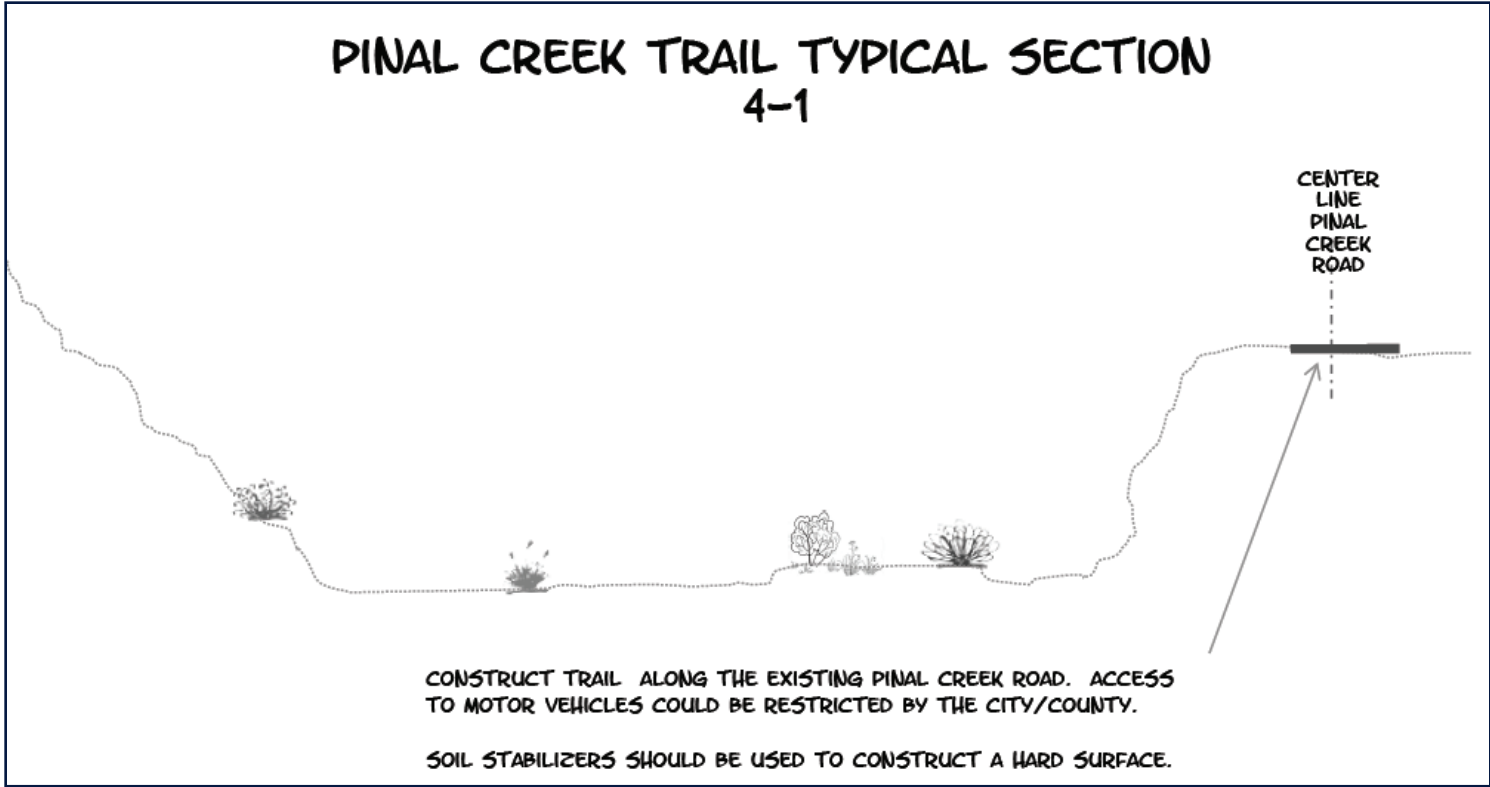 PINAL CREEK TRAIL TYPICAL SECTION
4-1
CENTER
LINE
PINAL
CREEK
ROAD
CONSTRUCT TRAIL ALONG THE EXISTING PINAL CREEK ROAD. ACCESS
TO MOTOR VEHICLES COULD BE RESTRICTED BY THE CITY/COUNTY.
SOIL STABILIZERS SHOULD BE USED TO CONSTRUCT A HARD SURFACE.